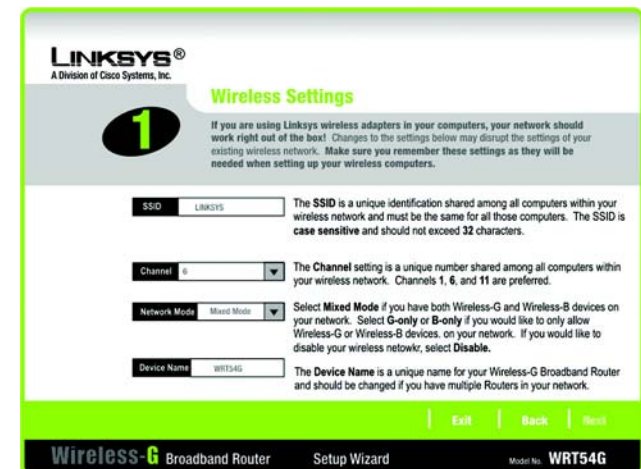 LINKSYS®
A Division of Cisco Systems, Inc.
Wireless Settings
1
If you are using Linksys wireless adapters in your computers, your network should
work right out of the box! Changes to the settings below may disrupt the settings of your
existing wireless network. Make sure you remember these settings as they will be
needed when setting up your wireless computers.
SSID LINKSYS
The SSID is a unique identification shared among all computers within your
wireless network and must be the same for all those computers. The SSID is
case sensitive and should not exceed 32 characters.
Channel 6
The Channel setting is a unique number shared among all computers within
your wireless network. Channels 1, 6, and 11 are preferred.
Network Mode Mixed Mode
Select Mixed Mode if you have both Wireless-G and Wireless-B devices on
your network. Select G-only or B-only if you would like to only allow
Wireless-G or Wireless-B devices. on your network. If you would like to
disable your wireless netowkr, select Disable.
Device Name WRT54G
The Device Name is a unique name for your Wireless-G Broadband Router
and should be changed if you have multiple Routers in your network.
Exit Back Next
Wireless-G Broadband Router Setup Wizard Model No. WRT54G